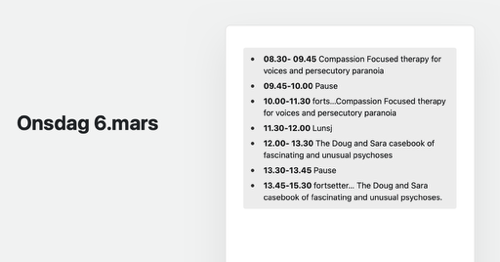 Onsdag 6.mars
• 08.30- 09.45 Compassion Focused therapy for
voices and persecutory paranoia
• 09.45-10.00 Pause
• 10.00-11.30 forts...Compassion Focused therapy
voices and persecutory paranoia
• 11.30-12.00 Lunsj
• 12.00- 13.30 The Doug and Sara casebook of
fascinating and unusual psychoses
• 13.30-13.45 Pause
• 13.45-15.30 fortsetter... The Doug and Sara
casebook of fascinating and unusual psychoses.